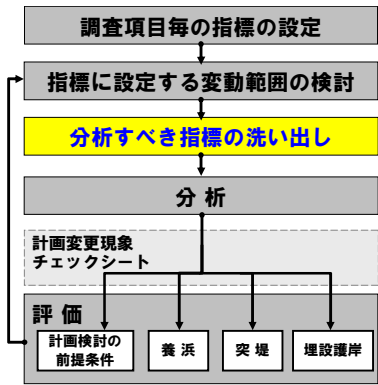 調査項目毎の指標の設定
指標に設定する変動範囲の検討
分析すべき指標の洗い出し
分 析
計画変更現象
チェックシート
評 価
計画検討の
前提条件
養 浜
突 堤
埋設護岸